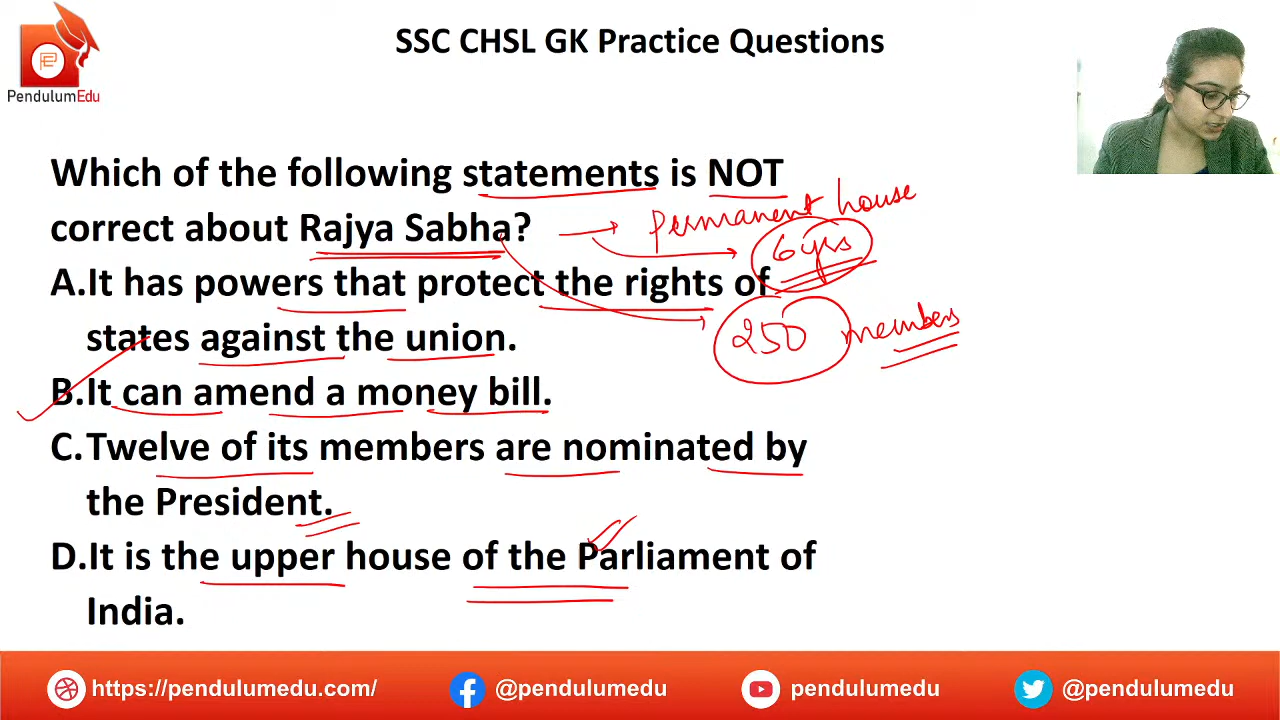 SSC CHSL GK Practice Questions
PendulumEdu
Which of the following statements is NOT
correct about Rajya Sabha?
Permanent house
6 yrs
A.It has powers that protect the rights of
250 members
states against the union.
B.It can amend a money bill.
C.Twelve of its members are nominated by
the President.
D.It is the upper house of the Parliament of
India.
https://pendulumedu.com/
@pendulumedu
pendulumedu
@pendulumedu